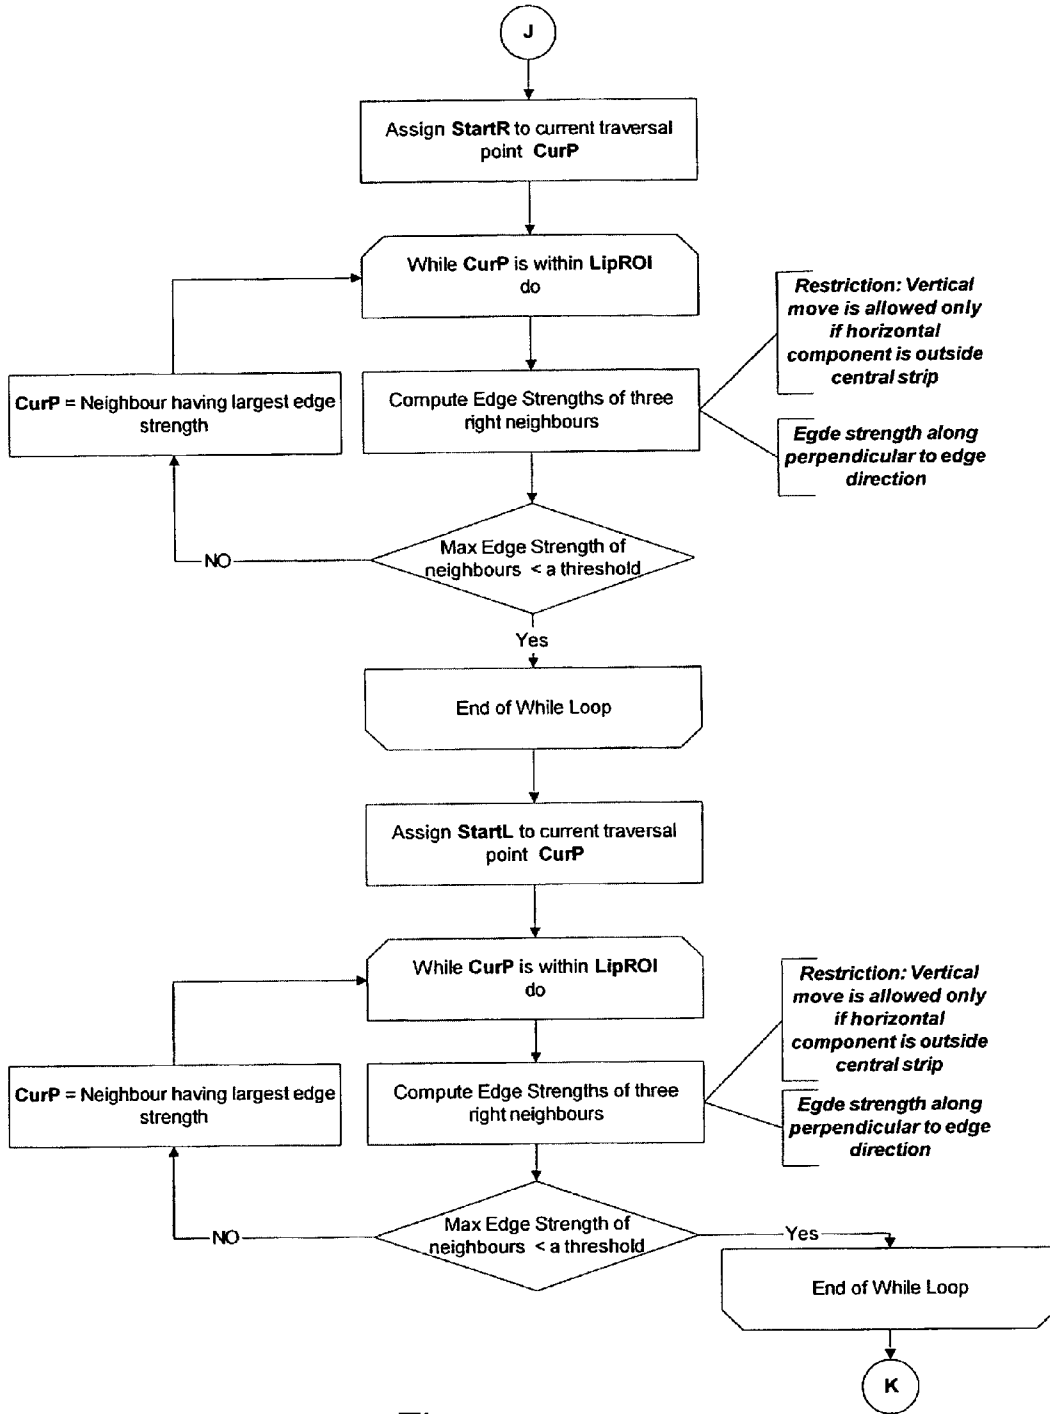 J
Assign StartR to current traversal
point CurP
While CurP is within LipROI
do
Restriction: Vertical
move is allowed only
if horizontal
component is outside
central strip
CurP = Neighbour having largest edge
strength
Compute Edge Strengths of three
right neighbours
Egde strength along
perpendicular to edge
direction
Max Edge Strength of
neighbours < a threshold
NO
Yes
End of While Loop
Assign StartL to current traversal
point CurP
While CurP is within LipROI
do
Restriction: Vertical
move is allowed only
if horizontal
component is outside
central strip
CurP = Neighbour having largest edge
strength
Compute Edge Strengths of three
right neighbours
Egde strength along
perpendicular to edge
direction
Max Edge Strength of
neighbours < a threshold
NO
Yes
End of While Loop
K